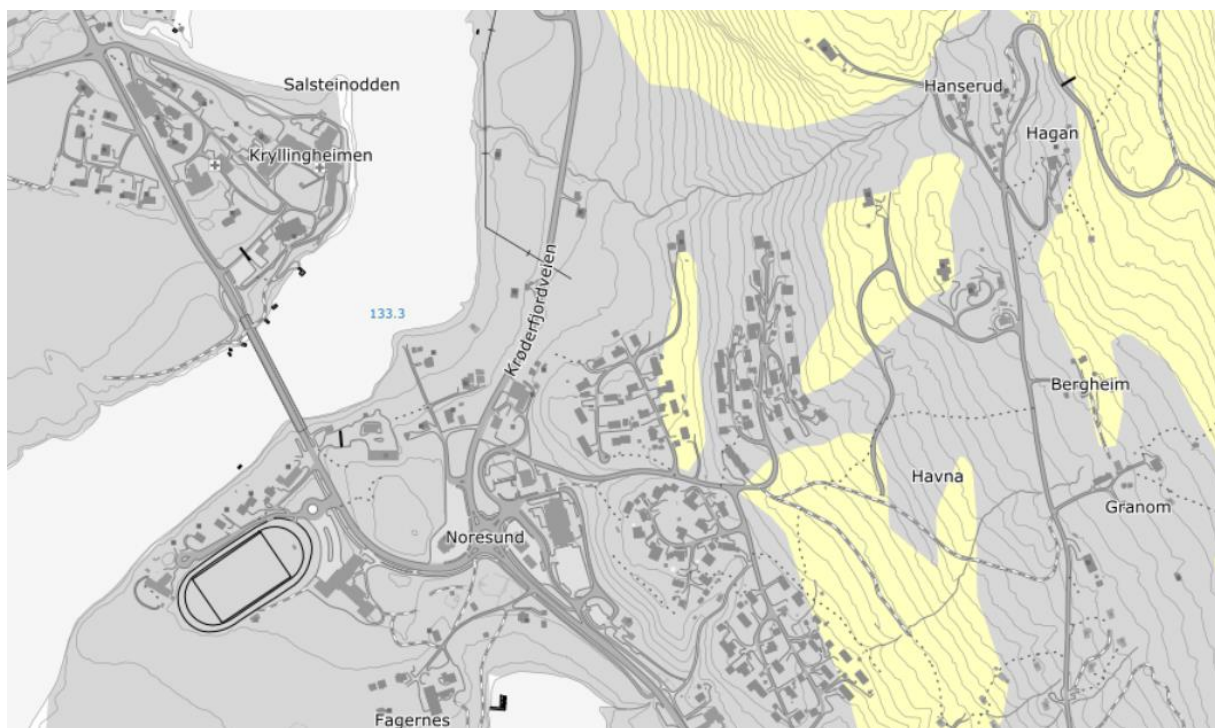 Salsteinodden
Hanserud
Hagan
Kryllingheimen
133.3
Krøderfjordveien
Bergheim
Havna
Granom
Noresund
Fagernes